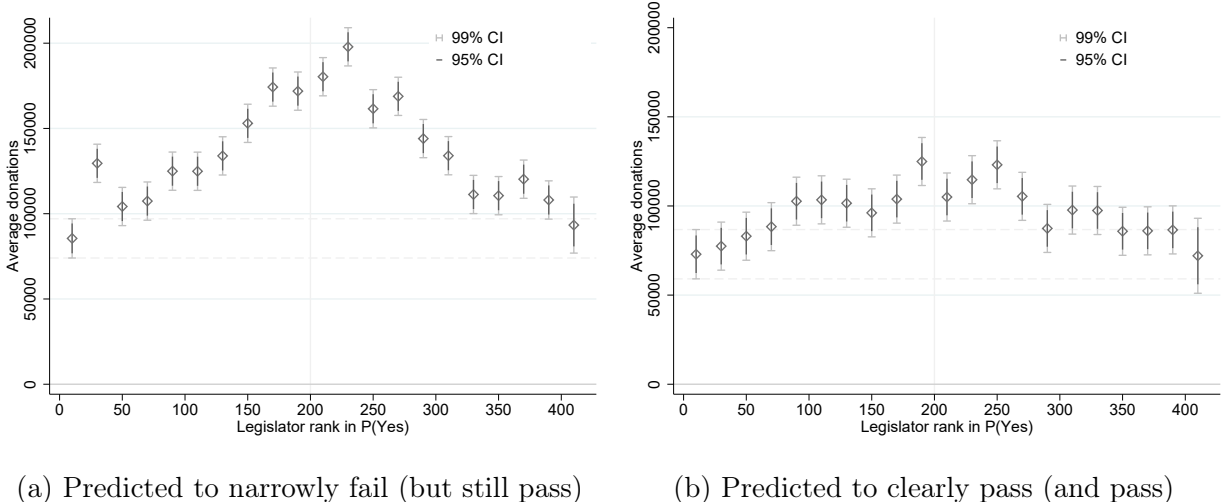 99% CI
95% CI
Average donations
200000
150000
100000
50000
0
0 50 100 150 200 250 300 350 400
Legislator rank in P(Yes)
(a) Predicted to narrowly fail (but still pass)
99% CI
95% CI
Average donations
200000
150000
100000
50000
0
0 50 100 150 200 250 300 350 400
Legislator rank in P(Yes)
(b) Predicted to clearly pass (and pass)